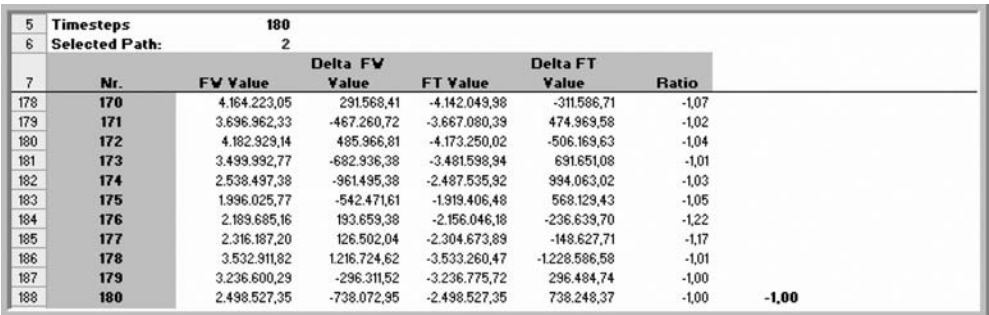 5 Timesteps 180
6 Selected Path: 2
Delta FW Delta FT
7 Nr. FW Value Value FT Value Value Ratio
178 170 4.164.223,05 291.568,41 -4.142.049,98 -311.586,71 -1,07
179 171 3.696.962,33 -467.260,72 -3.667.080,39 474.969,58 -1,02
180 172 4.182.929,14 485.966,81 -4.173.250,02 -506.169,63 -1,04
181 173 3.499.992,77 -682.936,38 -3.481.598,94 691.651,08 -1,01
182 174 2.538.497,38 -961.495,38 -2.487.535,92 994.063,02 -1,03
183 175 1.996.025,77 -542.471,61 -1.919.406,48 568.129,43 -1,05
184 176 2.189.685,16 193.659,38 -2.156.046,18 -236.639,70 -1,22
185 177 2.316.187,20 126.502,04 -2.304.673,89 -148.627,71 -1,17
186 178 3.532.911,82 1.216.724,62 -3.533.260,47 -1.228.586,58 -1,01
187 179 3.236.600,29 -296.311,52 -3.236.775,72 296.484,74 -1,00
188 180 2.498.527,35 -738.072,95 -2.498.527,35 738.248,37 -1,00 -1,00